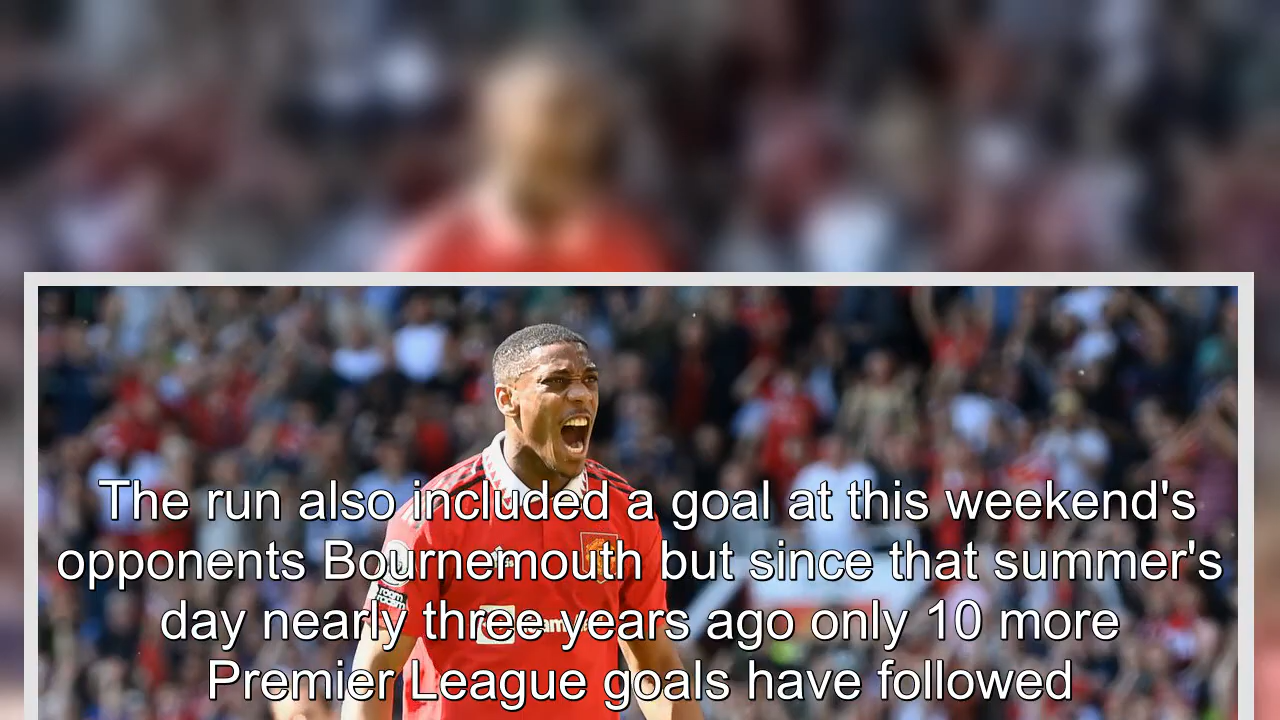 The run also included a goal at this weekend's
opponents Bournemouth but since that summer's
day nearly three years ago only 10 more
Premier League goals have followed